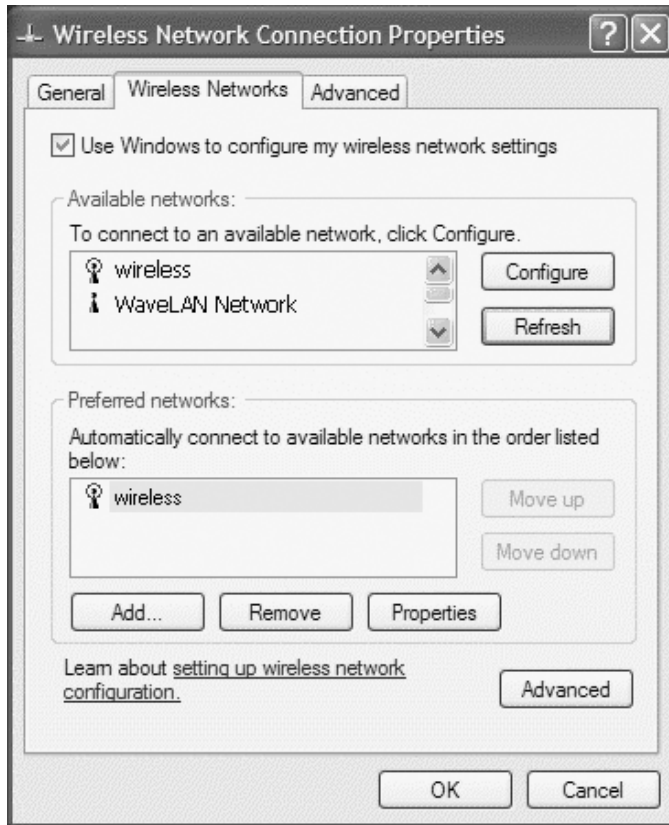 Wireless Network Connection Properties
General
Wireless Networks
Advanced
Use Windows to configure my wireless network settings
Available networks:
To connect to an available network, click Configure.
wireless
WaveLAN Network
Configure
Refresh
Preferred networks:
Automatically connect to available networks in the order listed
below:
wireless
Move up
Move down
Add...
Remove
Properties
Learn about setting up wireless network
configuration.
Advanced
OK
Cancel